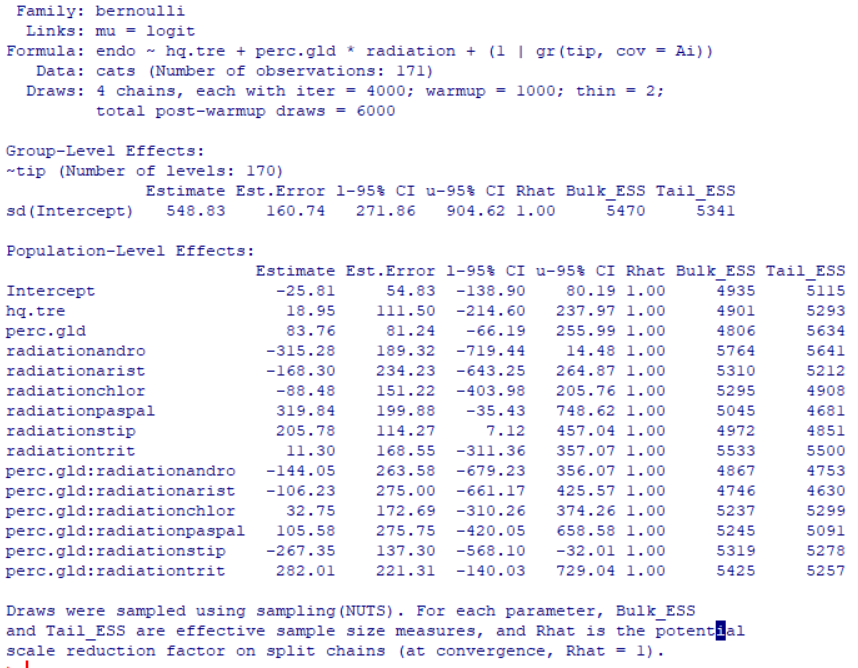 Family: bernoulli
Links: mu = logit
Formula: endo ~ hq.tre + perc.gld * radiation + (1 | gr(tip, cov = Ai))
Data: cats (Number of observations: 171)
Draws: 4 chains, each with iter = 4000; warmup = 1000; thin = 2;
total post-warmup draws = 6000
Group-Level Effects:
~tip (Number of levels: 170)
Estimate Est.Error l-95% CI u-95% CI Rhat Bulk_ESS Tail_ESS
sd(Intercept) 548.83 160.74 271.86 904.62 1.00 5470 5341
Population-Level Effects:
Estimate Est.Error l-95% CI u-95% CI Rhat Bulk_ESS Tail_ESS
Intercept -25.81 54.83 -138.90 80.19 1.00 4935 5115
hq.tre 18.95 111.50 -214.60 237.97 1.00 4901 5293
perc.gld 83.76 81.24 -66.19 255.99 1.00 4806 5634
radiationandro -315.28 189.32 -719.44 14.48 1.00 5764 5641
radiationarist -168.30 234.23 -643.25 264.87 1.00 5310 5212
radiationchlor -88.48 151.22 -403.98 205.76 1.00 5295 4908
radiationpaspal 319.84 199.88 -35.43 748.62 1.00 5045 4681
radiationstip 205.78 114.27 7.12 457.04 1.00 4972 4851
radiationtrit 11.30 168.55 -311.36 357.07 1.00 5533 5500
perc.gld:radiationandro -144.05 263.58 -679.23 356.07 1.00 4867 4753
perc.gld:radiationarist -106.23 275.00 -661.17 425.57 1.00 4746 4630
perc.gld:radiationchlor 32.75 172.69 -310.26 374.26 1.00 5237 5299
perc.gld:radiationpaspal 105.58 275.75 -420.05 658.58 1.00 5245 5091
perc.gld:radiationstip -267.35 137.30 -568.10 -32.01 1.00 5319 5278
perc.gld:radiationtrit 282.01 221.31 -140.03 729.04 1.00 5425 5257
Draws were sampled using sampling(NUTS). For each parameter, Bulk_ESS
and Tail_ESS are effective sample size measures, and Rhat is the potential
scale reduction factor on split chains (at convergence, Rhat = 1).